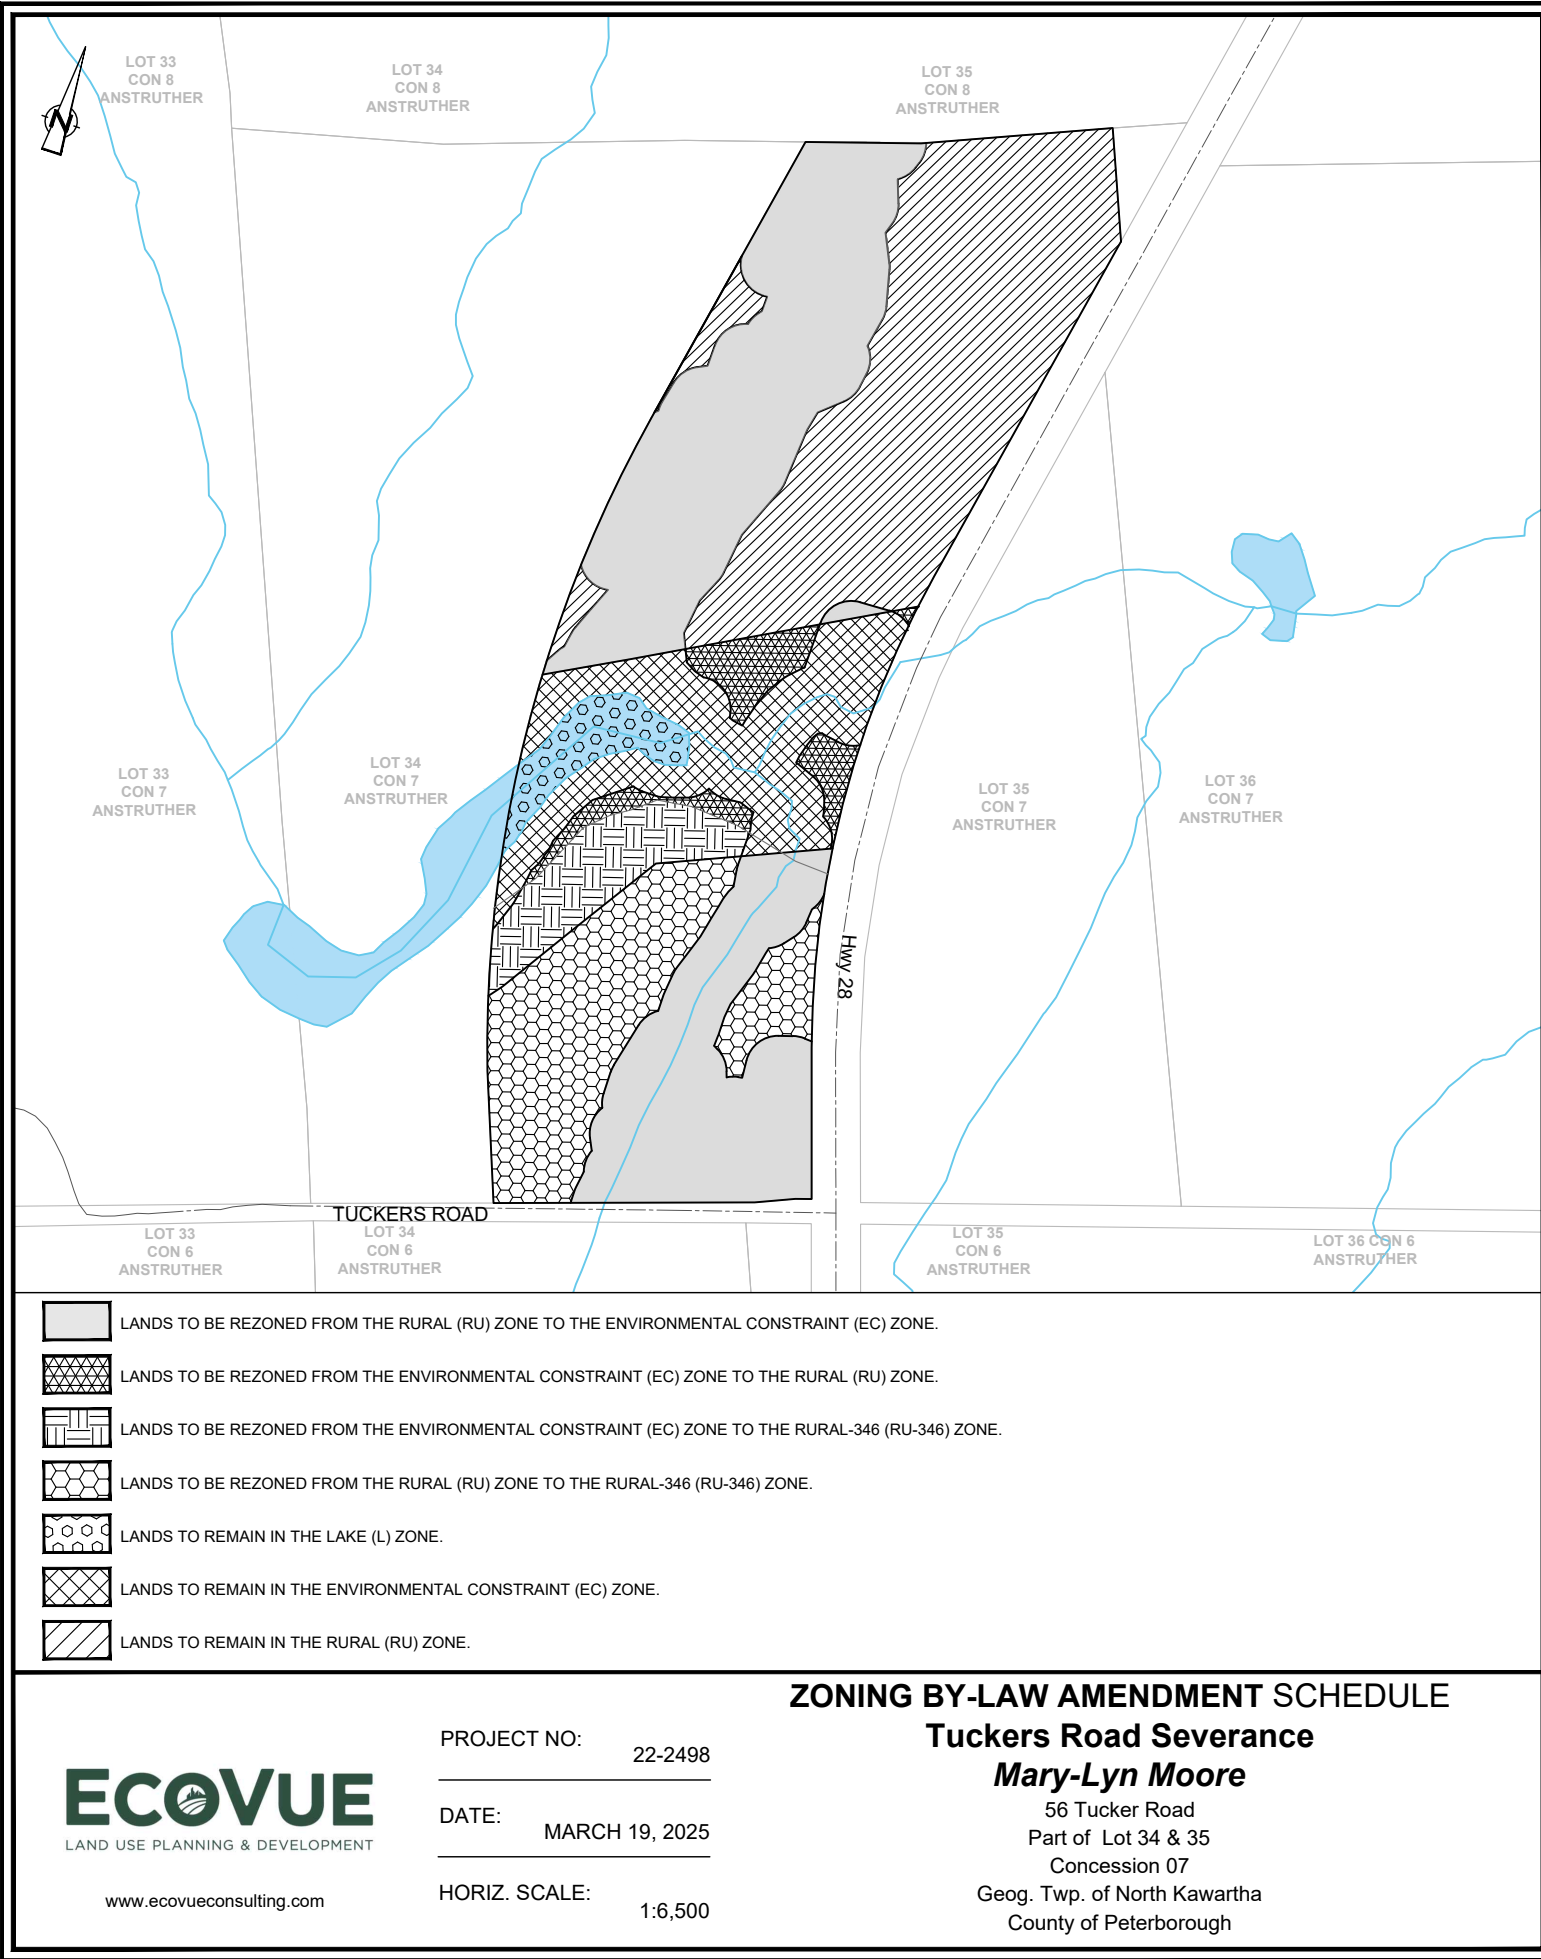 LOT 33
CON 8
ANSTRUTHER
LOT 34
CON 8
ANSTRUTHER
LOT 35
CON 8
ANSTRUTHER
N
LOT 33
CON 7
ANSTRUTHER
LOT 34
CON 7
ANSTRUTHER
LOT 35
CON 7
ANSTRUTHER
LOT 36
CON 7
ANSTRUTHER
Hwy 28
TUCKERS ROAD
LOT 33
CON 6
ANSTRUTHER
LOT 34
CON 6
ANSTRUTHER
LOT 35
CON 6
ANSTRUTHER
LOT 36 CON 6
ANSTRUTHER
LANDS TO BE REZONED FROM THE RURAL (RU) ZONE TO THE ENVIRONMENTAL CONSTRAINT (EC) ZONE.
LANDS TO BE REZONED FROM THE ENVIRONMENTAL CONSTRAINT (EC) ZONE TO THE RURAL (RU) ZONE.
LANDS TO BE REZONED FROM THE ENVIRONMENTAL CONSTRAINT (EC) ZONE TO THE RURAL-346 (RU-346) ZONE.
LANDS TO BE REZONED FROM THE RURAL (RU) ZONE TO THE RURAL-346 (RU-346) ZONE.
LANDS TO REMAIN IN THE LAKE (L) ZONE.
LANDS TO REMAIN IN THE ENVIRONMENTAL CONSTRAINT (EC) ZONE.
LANDS TO REMAIN IN THE RURAL (RU) ZONE.
ECOVUE
LAND USE PLANNING & DEVELOPMENT
www.ecovueconsulting.com
PROJECT NO: 22-2498
DATE: MARCH 19, 2025
HORIZ. SCALE: 1:6,500
ZONING BY-LAW AMENDMENT SCHEDULE
Tuckers Road Severance
Mary-Lyn Moore
56 Tucker Road
Part of Lot 34 & 35
Concession 07
Geog. Twp. of North Kawartha
County of Peterborough